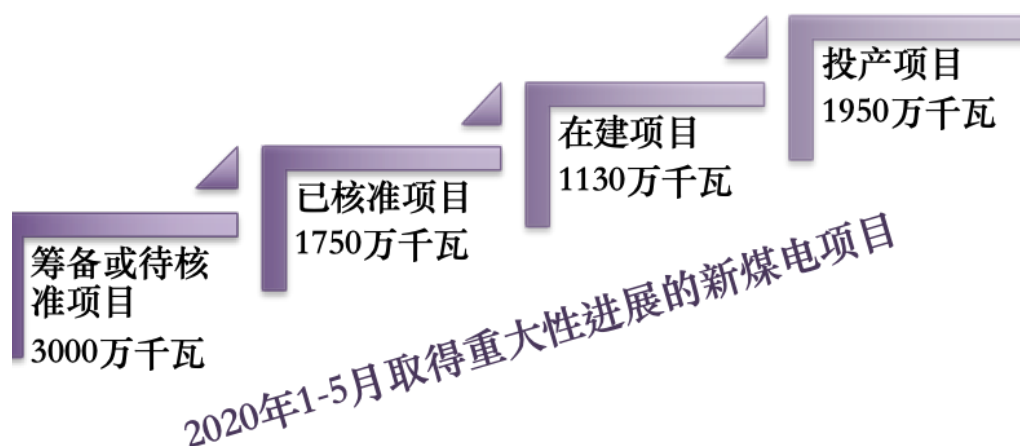 筹备或待核
准项目
3000万千瓦
已核准项目
1750万千瓦
在建项目
1130万千瓦
投产项目
1950万千瓦
2020年1-5月取得重大性进展的新煤电项目